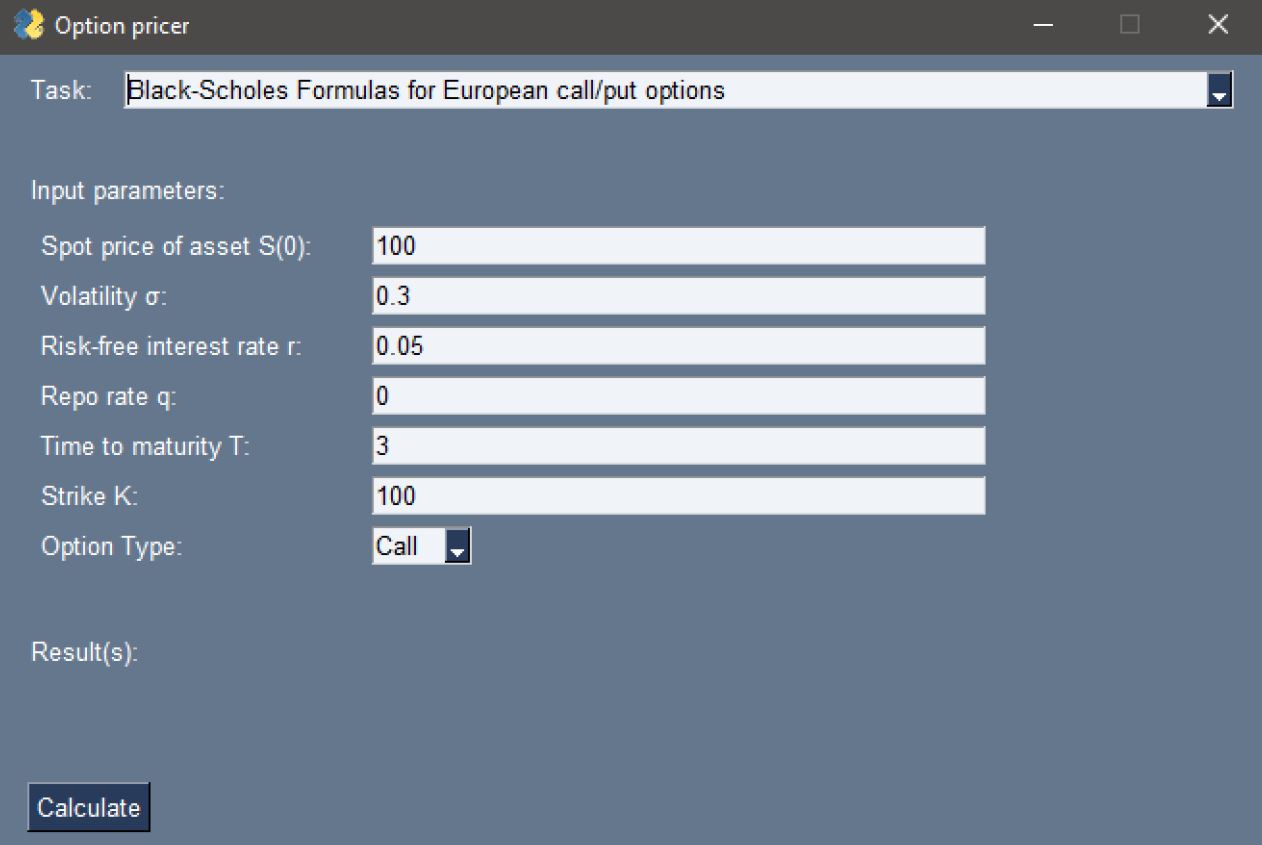 Option pricer
Task: Black-Scholes Formulas for European call/put options
Input parameters:
Spot price of asset S(0): 100
Volatility σ: 0.3
Risk-free interest rate r: 0.05
Repo rate q: 0
Time to maturity T: 3
Strike K: 100
Option Type: Call
Result(s):
Calculate